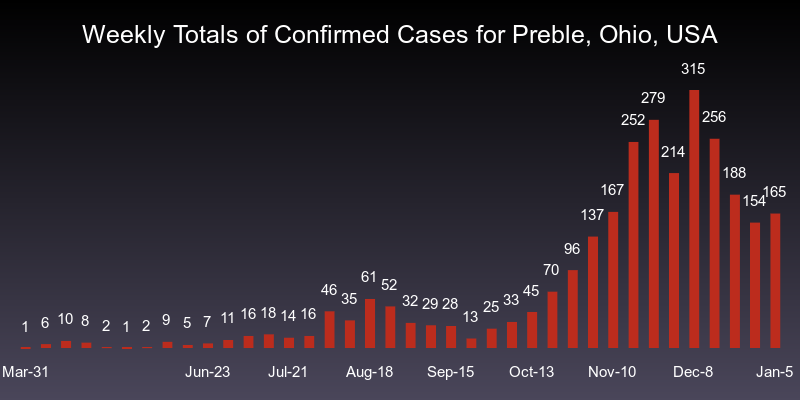 Weekly Totals of Confirmed Cases for Preble, Ohio, USA
1 6 10 8 2 1 2 9 5 7 11 16 18 14 16 46 35 61 52 32 29 28 13 25 33 45 70 96 137 167 252 279 214 315 256 188 154 165
Mar-31 Jun-23 Jul-21 Aug-18 Sep-15 Oct-13 Nov-10 Dec-8 Jan-5